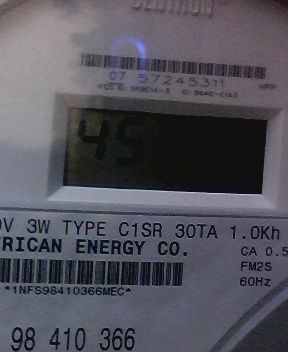 CENTRON
07 57245311
45
0V 3W TYPE C1SR 30TA 1.0Kh
RICAN ENERGY CO.
CA 0.5
FM2S
60Hz
*1NFS98410366MEC*
98 410 366